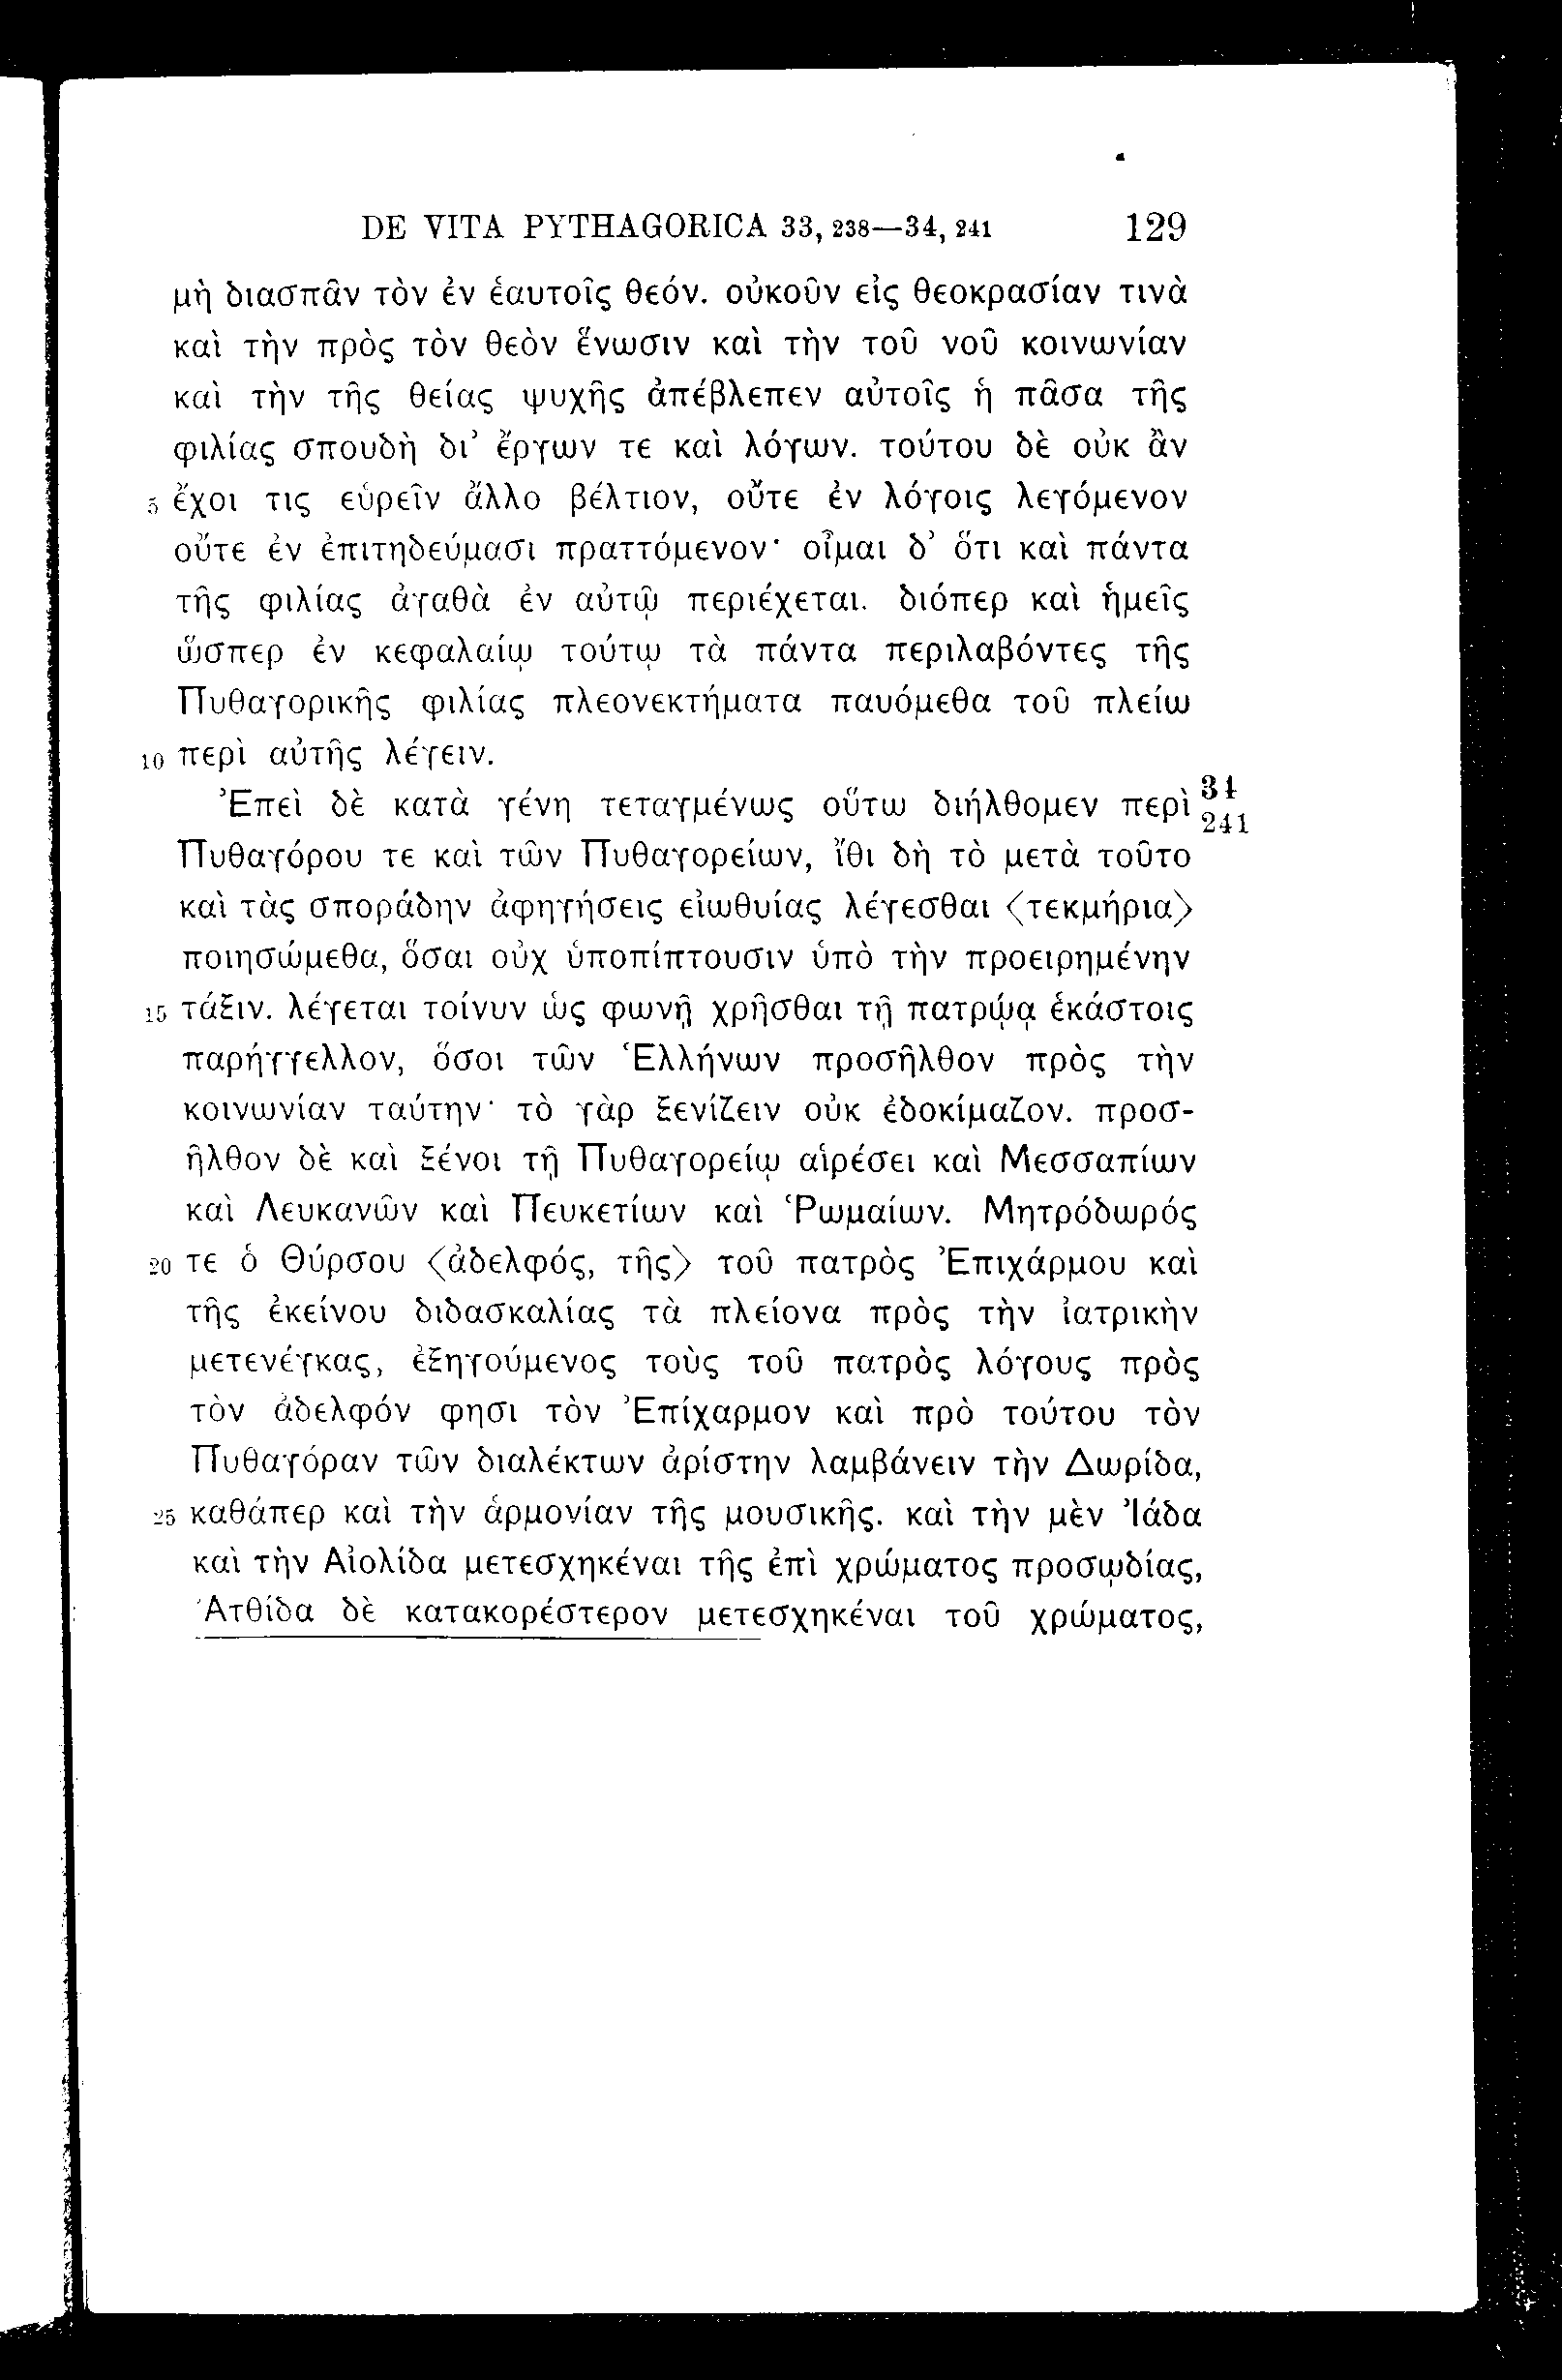 DE VITA PYTHAGORICA 33, 238—34, 241 129
μὴ διασπᾶν τὸν ἐν ἑαυτοῖς θεόν. οὐκοῦν εἰς θεοκρασίαν τινὰ
καὶ τὴν πρὸς τὸν θεὸν ἕνωσιν καὶ τὴν τοῦ νοῦ κοινωνίαν
καὶ τὴν τῆς θείας ψυχῆς ἀπέβλεπεν αὐτοῖς ἡ πᾶσα τῆς
φιλίας σπουδὴ δι’ ἔργων τε καὶ λόγων. τούτου δὲ οὐκ ἂν
5 ἔχοι τις εὑρεῖν ἄλλο βέλτιον, οὔτε ἐν λόγοις λεγόμενον
οὔτε ἐν ἐπιτηδεύμασι πραττόμενον· οἶμαι δ’ ὅτι καὶ πάντα
τῆς φιλίας ἀγαθὰ ἐν αὐτῷ περιέχεται. διόπερ καὶ ἡμεῖς
ὥσπερ ἐν κεφαλαίῳ τούτῳ τὰ πάντα περιλαβόντες τῆς
Πυθαγορικῆς φιλίας πλεονεκτήματα παυόμεθα τοῦ πλείω
10 περὶ αὐτῆς λέγειν.
Ἐπεὶ δὲ κατὰ γένη τεταγμένως οὕτω διήλθομεν περὶ 34
241
Πυθαγόρου τε καὶ τῶν Πυθαγορείων, ἴθι δὴ τὸ μετὰ τοῦτο
καὶ τὰς σποράδην ἀφηγήσεις εἰωθυίας λέγεσθαι ⟨τεκμήρια⟩
ποιησώμεθα, ὅσαι οὐχ ὑποπίπτουσιν ὑπὸ τὴν προειρημένην
15 τάξιν. λέγεται τοίνυν ὡς φωνῇ χρῆσθαι τῇ πατρῴᾳ ἑκάστοις
παρήγγελλον, ὅσοι τῶν Ἑλλήνων προσῆλθον πρὸς τὴν
κοινωνίαν ταύτην· τὸ γὰρ ξενίζειν οὐκ ἐδοκίμαζον. προσ-
ῆλθον δὲ καὶ ξένοι τῇ Πυθαγορείῳ αἱρέσει καὶ Μεσσαπίων
καὶ Λευκανῶν καὶ Πευκετίων καὶ Ῥωμαίων. Μητρόδωρός
20 τε ὁ Θύρσου ⟨ἀδελφός, τῆς⟩ τοῦ πατρὸς Ἐπιχάρμου καὶ
τῆς ἐκείνου διδασκαλίας τὰ πλείονα πρὸς τὴν ἰατρικὴν
μετενέγκας, ἐξηγούμενος τοὺς τοῦ πατρὸς λόγους πρὸς
τὸν ἀδελφόν φησι τὸν Ἐπίχαρμον καὶ πρὸ τούτου τὸν
Πυθαγόραν τῶν διαλέκτων ἀρίστην λαμβάνειν τὴν Δωρίδα,
25 καθάπερ καὶ τὴν ἁρμονίαν τῆς μουσικῆς. καὶ τὴν μὲν Ἰάδα
καὶ τὴν Αἰολίδα μετεσχηκέναι τῆς ἐπὶ χρώματος προσῳδίας,
Ἀτθίδα δὲ κατακορέστερον μετεσχηκέναι τοῦ χρώματος,